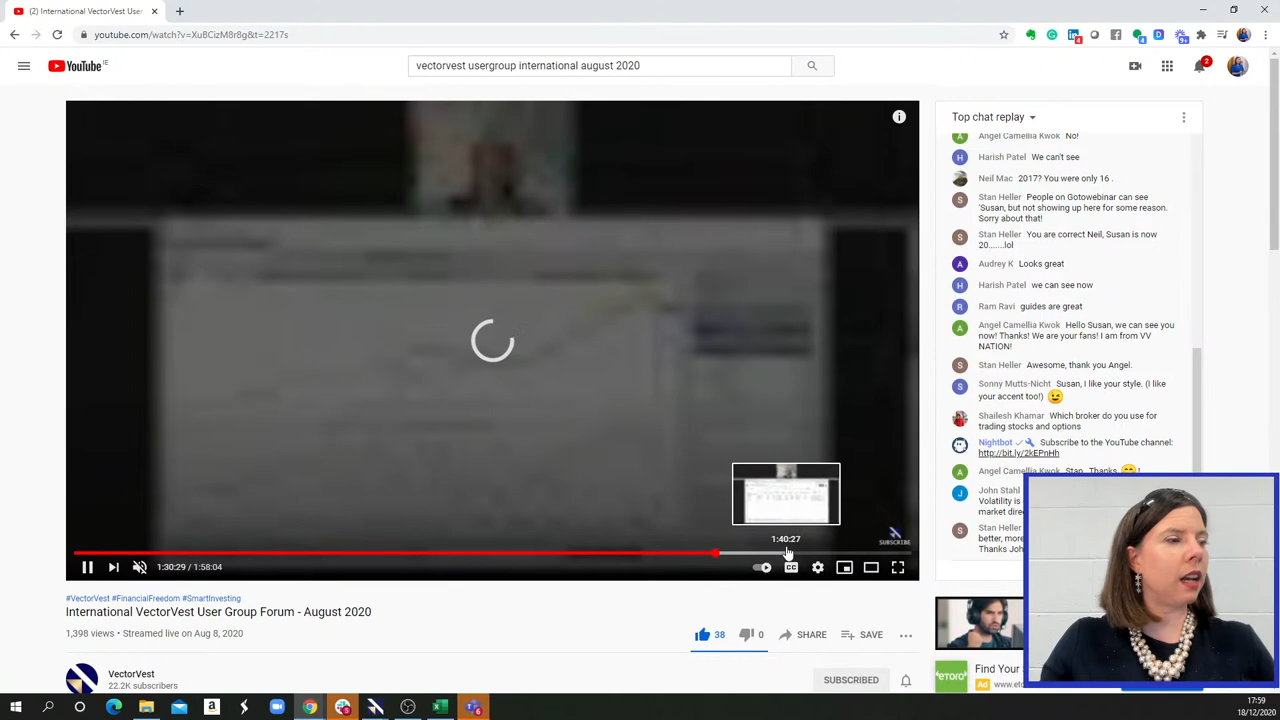 (2) International VectorVest User
youtube.com/watch?v=XuBCizM8r8g&t=2217s
8
4
9+
YouTube IE
vectorvest usergroup international august 2020
2
Top chat replay
Angel Camellia Kwok No!
Harish Patel We can't see
Neil Mac 2017? You were only 16 .
Stan Heller People on Gotowebinar can see
'Susan, but not showing up here for some reason.
Sorry about that!
Stan Heller You are correct Neil, Susan is now
20.......lol
Audrey K Looks great
Harish Patel we can see now
Ram Ravi guides are great
Angel Camellia Kwok Hello Susan, we can see you
now! Thanks! We are your fans! I am from VV
NATION!
Stan Heller Awesome, thank you Angel.
Sonny Mutts-Nicht Susan, I like your style. (I like
your accent too!)
Shailesh Khamar Which broker do you use for
trading stocks and options
Nightbot Subscribe to the YouTube channel:
http://bit.ly/2kEPnHh
Angel Camellia Kwok Stan, Thanks !
John Stahl
Volatility is
market
Stan Heller
better,
Thanks
SUBSCRIBE
1:40:27
1:30:29 / 1:58:04
#VectorVest #FinancialFreedom #SmartInvesting
International VectorVest User Group Forum - August 2020
1,398 views • Streamed live on Aug 8, 2020
38
0
SHARE
SAVE
VectorVest
22.2K subscribers
SUBSCRIBED
eToro
Find Your
Ad
6
17:59
18/12/2020